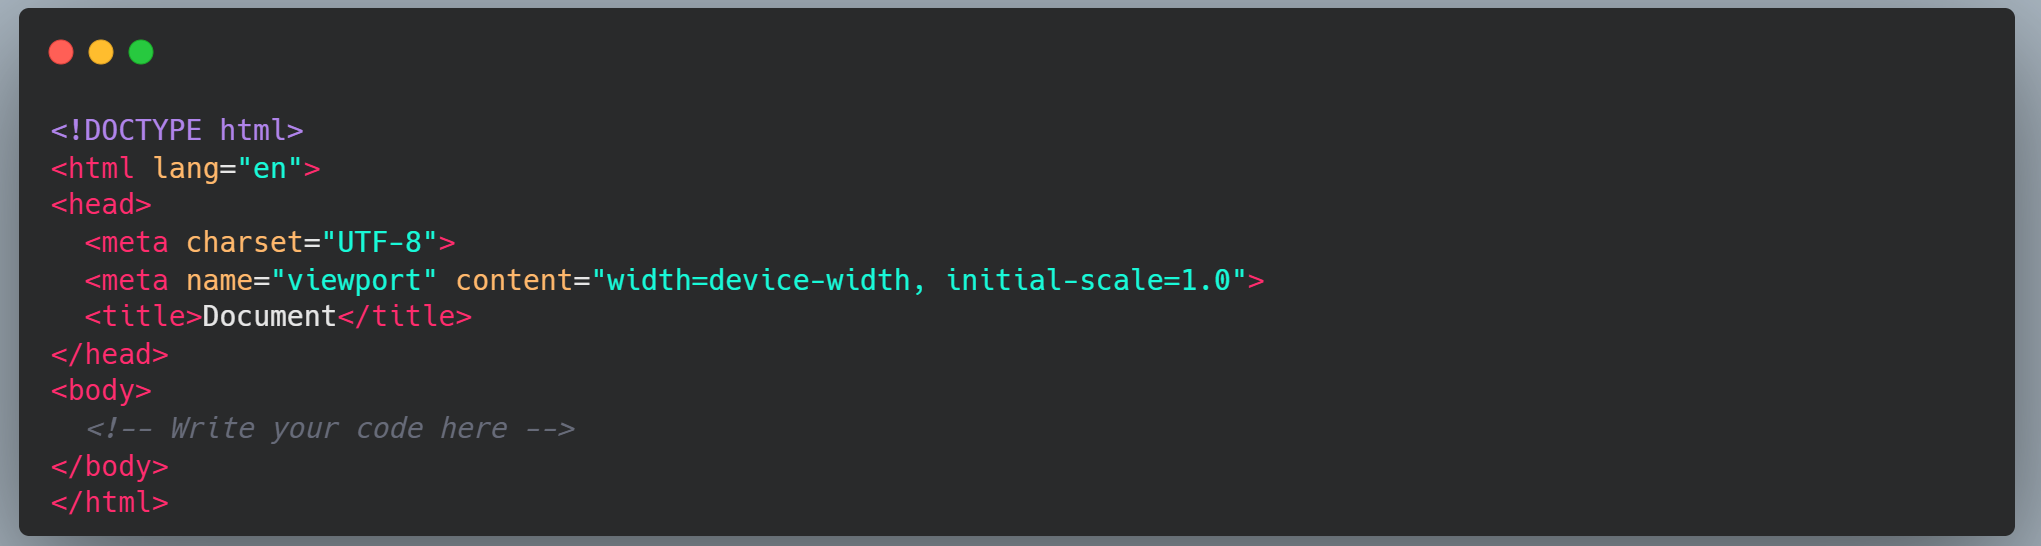 <!DOCTYPE html>
<html lang="en">
<head>
  <meta charset="UTF-8">
  <meta name="viewport" content="width=device-width, initial-scale=1.0">
  <title>Document</title>
</head>
<body>
  <!-- Write your code here -->
</body>
</html>